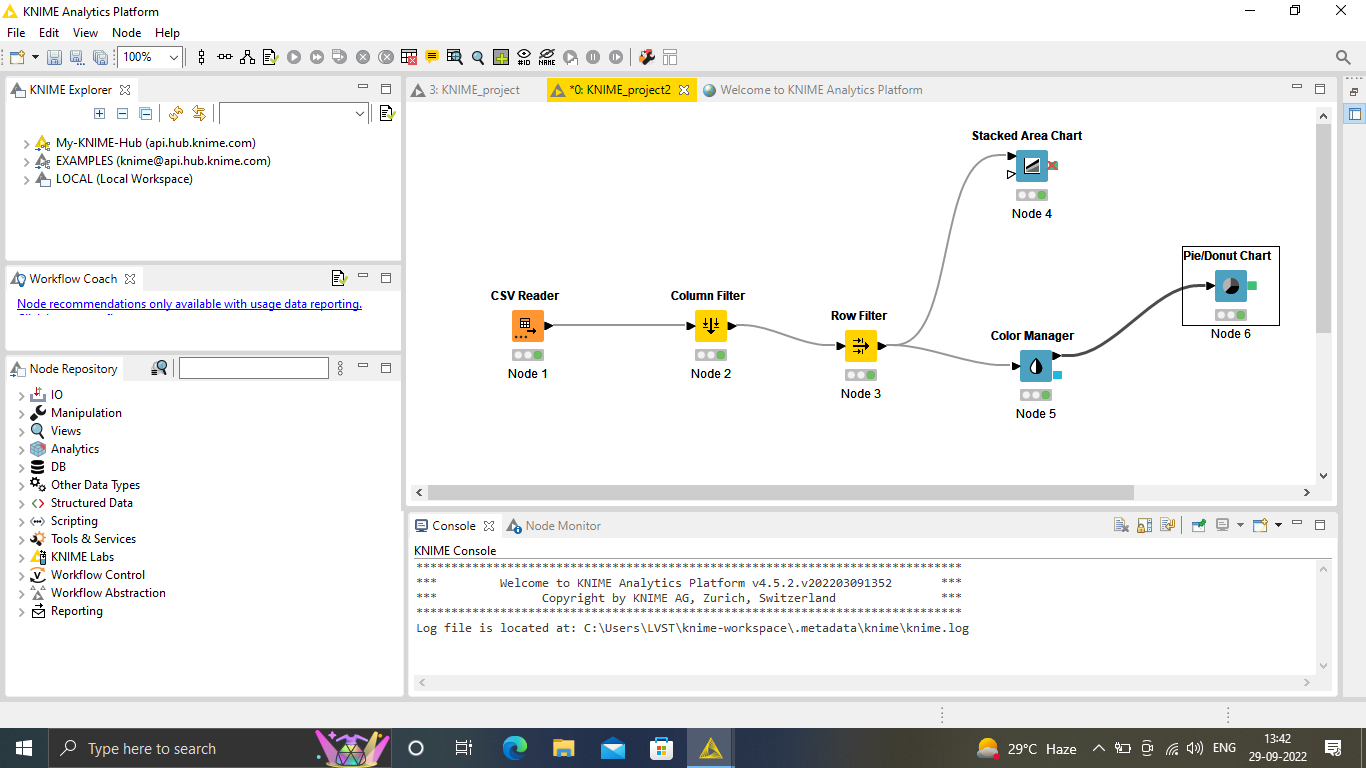 KNIME Analytics Platform
File Edit View Node Help
100% #ID NAME
KNIME Explorer
My-KNIME-Hub (api.hub.knime.com)
EXAMPLES (knime@api.hub.knime.com)
LOCAL (Local Workspace)
Workflow Coach
Node recommendations only available with usage data reporting.
Node Repository
IO
Manipulation
Views
Analytics
DB
Other Data Types
Structured Data
Scripting
Tools & Services
KNIME Labs
Workflow Control
Workflow Abstraction
Reporting
3: KNIME_project *0: KNIME_project2 Welcome to KNIME Analytics Platform
Stacked Area Chart
Node 4
Pie/Donut Chart
Node 6
CSV Reader
Node 1
Column Filter
Node 2
Row Filter
Node 3
Color Manager
Node 5
Console Node Monitor
KNIME Console
******************************************************************************
*** Welcome to KNIME Analytics Platform v4.5.2.v202203091352 ***
*** Copyright by KNIME AG, Zurich, Switzerland ***
******************************************************************************
Log file is located at: C:\Users\LVST\knime-workspace\.metadata\knime\knime.log
Type here to search
29°C Haze ENG
13:42
29-09-2022